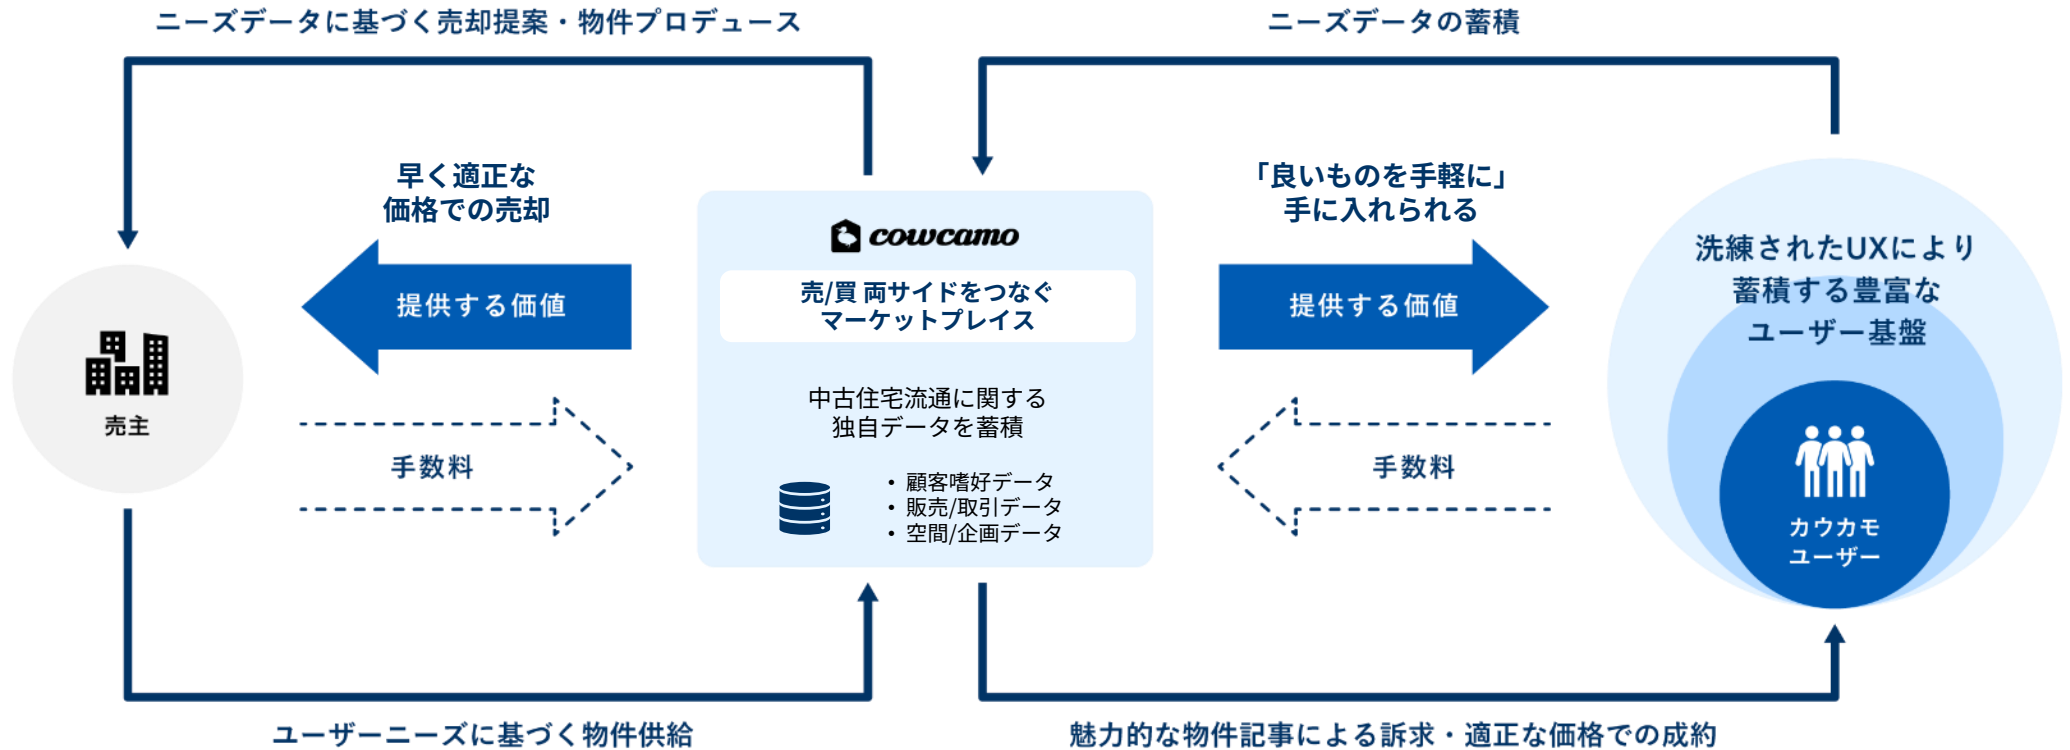 ニーズデータに基づく売却提案・物件プロデュース
ニーズデータの蓄積
早く適正な
価格での売却
提供する価値
手数料
売主
cowcamo
売/買 両サイドをつなぐ
マーケットプレイス
中古住宅流通に関する
独自データを蓄積
• 顧客嗜好データ
• 販売/取引データ
• 空間/企画データ
「良いものを手軽に」
手に入れられる
提供する価値
手数料
洗練されたUXにより
蓄積する豊富な
ユーザー基盤
カウカモ
ユーザー
ユーザーニーズに基づく物件供給
魅力的な物件記事による訴求・適正な価格での成約